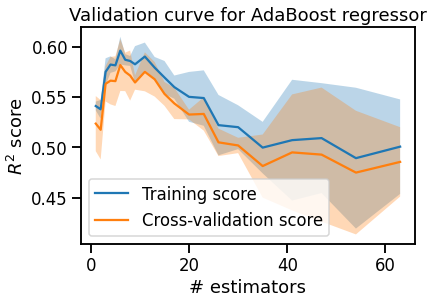 Validation curve for AdaBoost regressor
R² score
0.60
0.55
0.50
0.45
Training score
Cross-validation score
0
20
40
60
# estimators